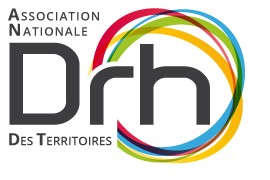 Association
Nationale
Drh
Des Territoires